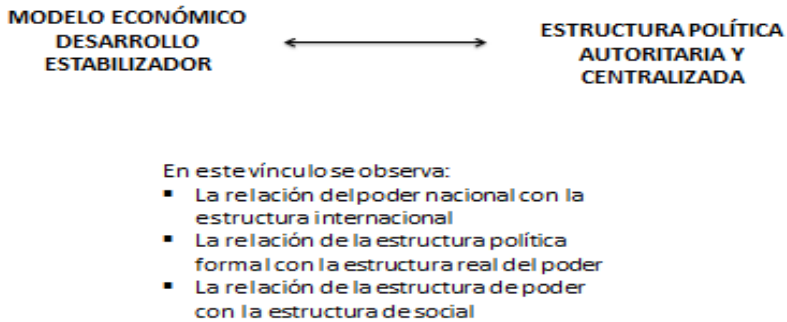 MODELO ECONÓMICO
DESARROLLO
ESTABILIZADOR
ESTRUCTURA POLÍTICA
AUTORITARIA Y
CENTRALIZADA
En este vínculo se observa:
▪ La relación del poder nacional con la
estructura internacional
▪ La relación de la estructura política
formal con la estructura real del poder
▪ La relación de la estructura de poder
con la estructura de social